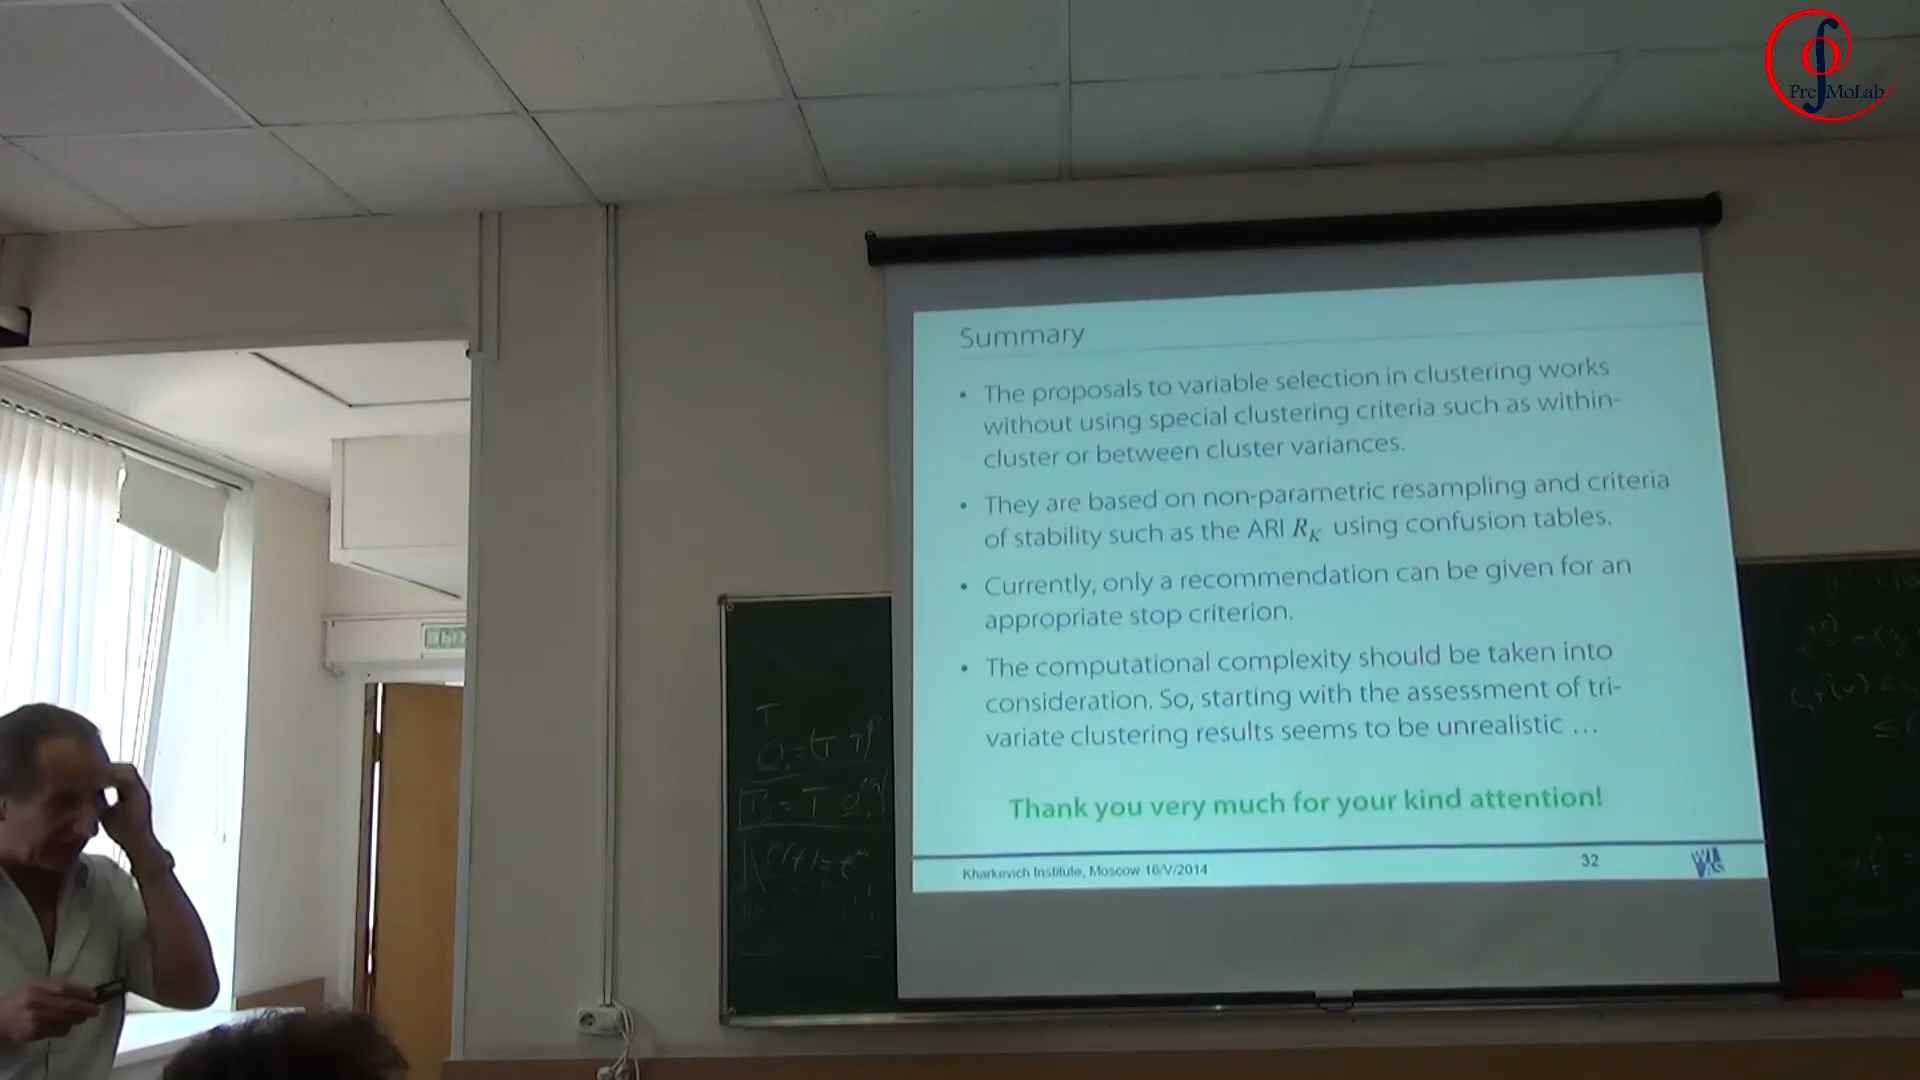 PreMoLab
Summary
• The proposals to variable selection in clustering works
without using special clustering criteria such as within-
cluster or between cluster variances.
• They are based on non-parametric resampling and criteria
of stability such as the ARI R_K using confusion tables.
• Currently, only a recommendation can be given for an
appropriate stop criterion.
• The computational complexity should be taken into
consideration. So, starting with the assessment of tri-
variate clustering results seems to be unrealistic …
Thank you very much for your kind attention!
Kharkevich Institute, Moscow 16/V/2014
32
T